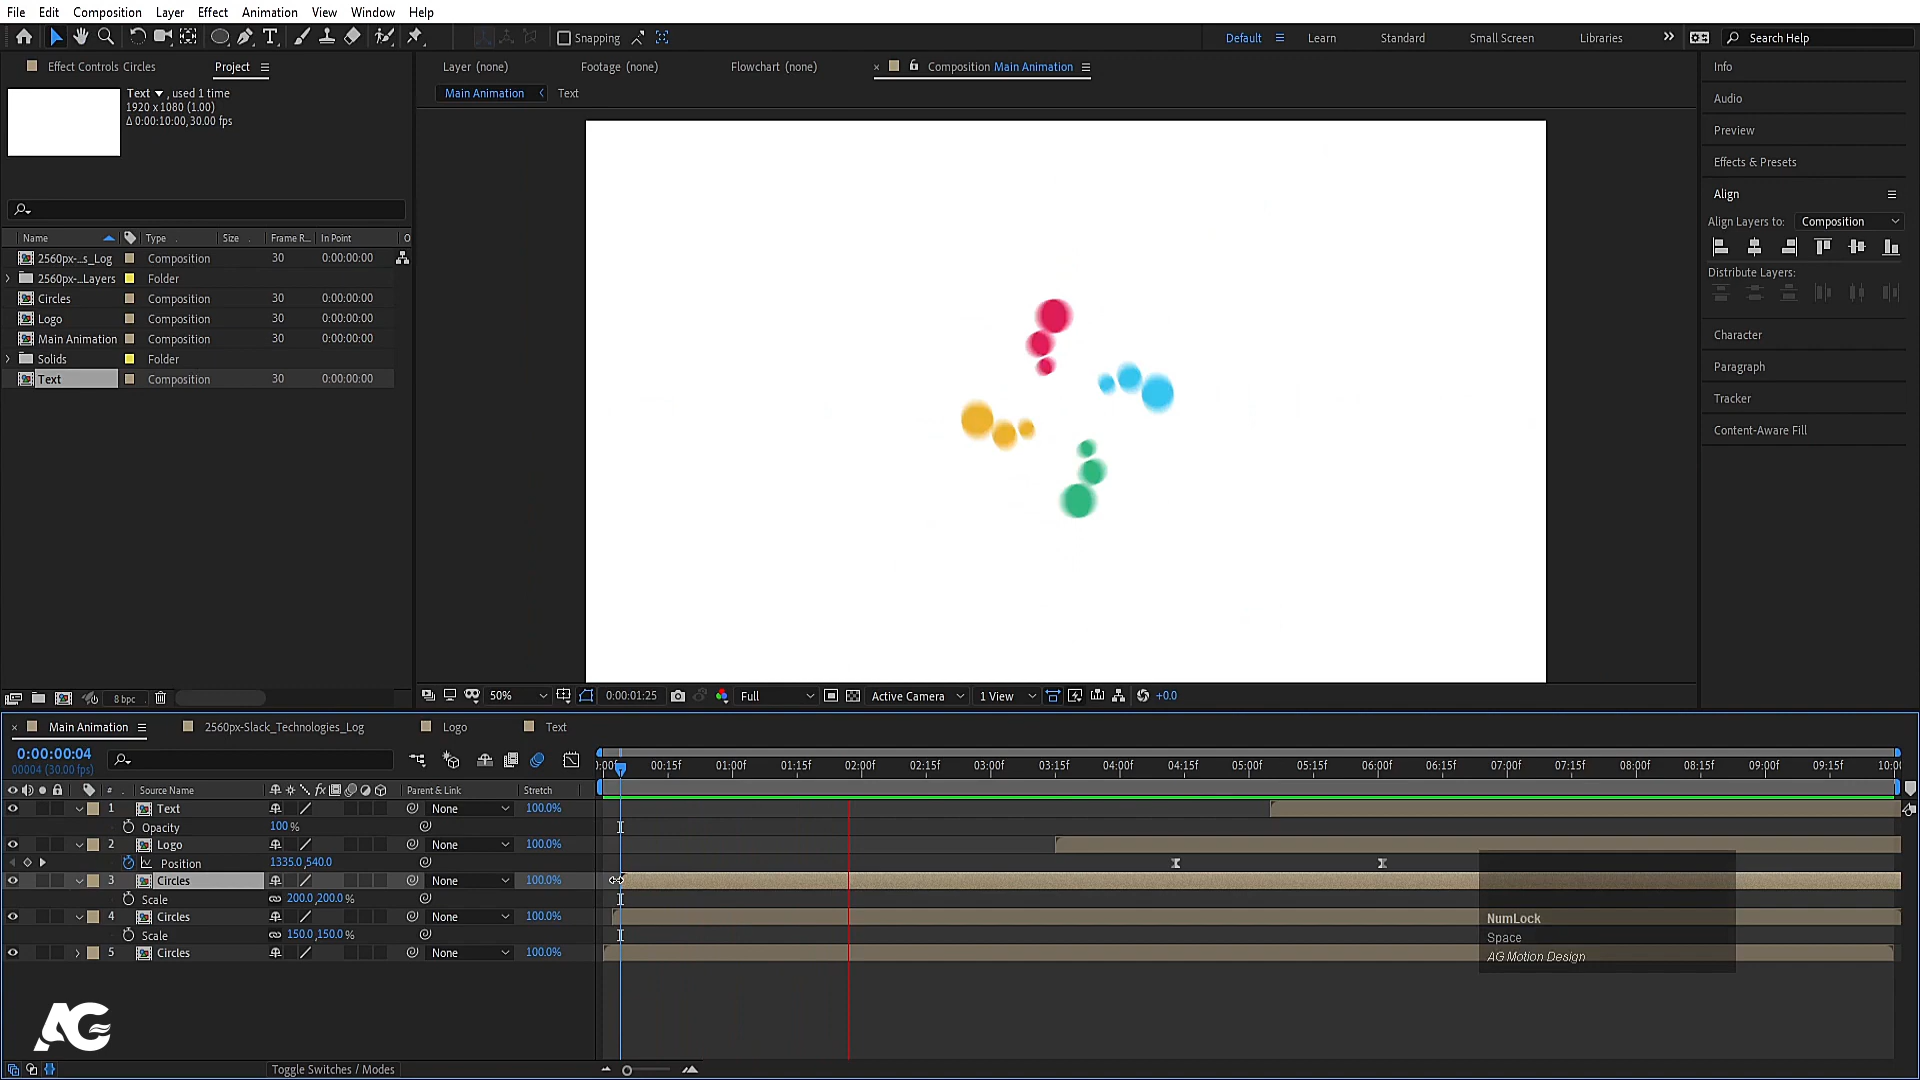 File Edit Composition Layer Effect Animation View Window Help
Snapping Default Learn Standard Small Screen Libraries Search Help
Effect Controls Circles Project
Layer (none) Footage (none) Flowchart (none) Composition Main Animation
Main Animation Text
Text , used 1 time
1920 x 1080 (1.00)
Δ 0:00:10:00, 30.00 fps
Name Type Size Frame R... In Point O
2560px-...s_Log Composition 30 0:00:00:00
2560px-...Layers Folder
Circles Composition 30 0:00:00:00
Logo Composition 30 0:00:00:00
Main Animation Composition 30 0:00:00:00
Solids Folder
Text Composition 30 0:00:00:00
8 bpc
50% 0:00:01:25 Full Active Camera 1 View +0.0
Info
Audio
Preview
Effects & Presets
Align
Align Layers to: Composition
Distribute Layers:
Character
Paragraph
Tracker
Content-Aware Fill
Main Animation 2560px-Slack_Technologies_Log Logo Text
0:00:00:04
00004 (30.00 fps)
:00f 00:15f 01:00f 01:15f 02:00f 02:15f 03:00f 03:15f 04:00f 04:15f 05:00f 05:15f 06:00f 06:15f 07:00f 07:15f 08:00f 08:15f 09:00f 09:15f 10:00
# Source Name fx Parent & Link Stretch
1 Text None 100.0%
Opacity 100 %
2 Logo None 100.0%
Position 1335.0,540.0
3 Circles None 100.0%
Scale 200.0,200.0 %
4 Circles None 100.0%
Scale 150.0,150.0 %
5 Circles None 100.0%
NumLock
Space
AG Motion Design
AG
Toggle Switches / Modes